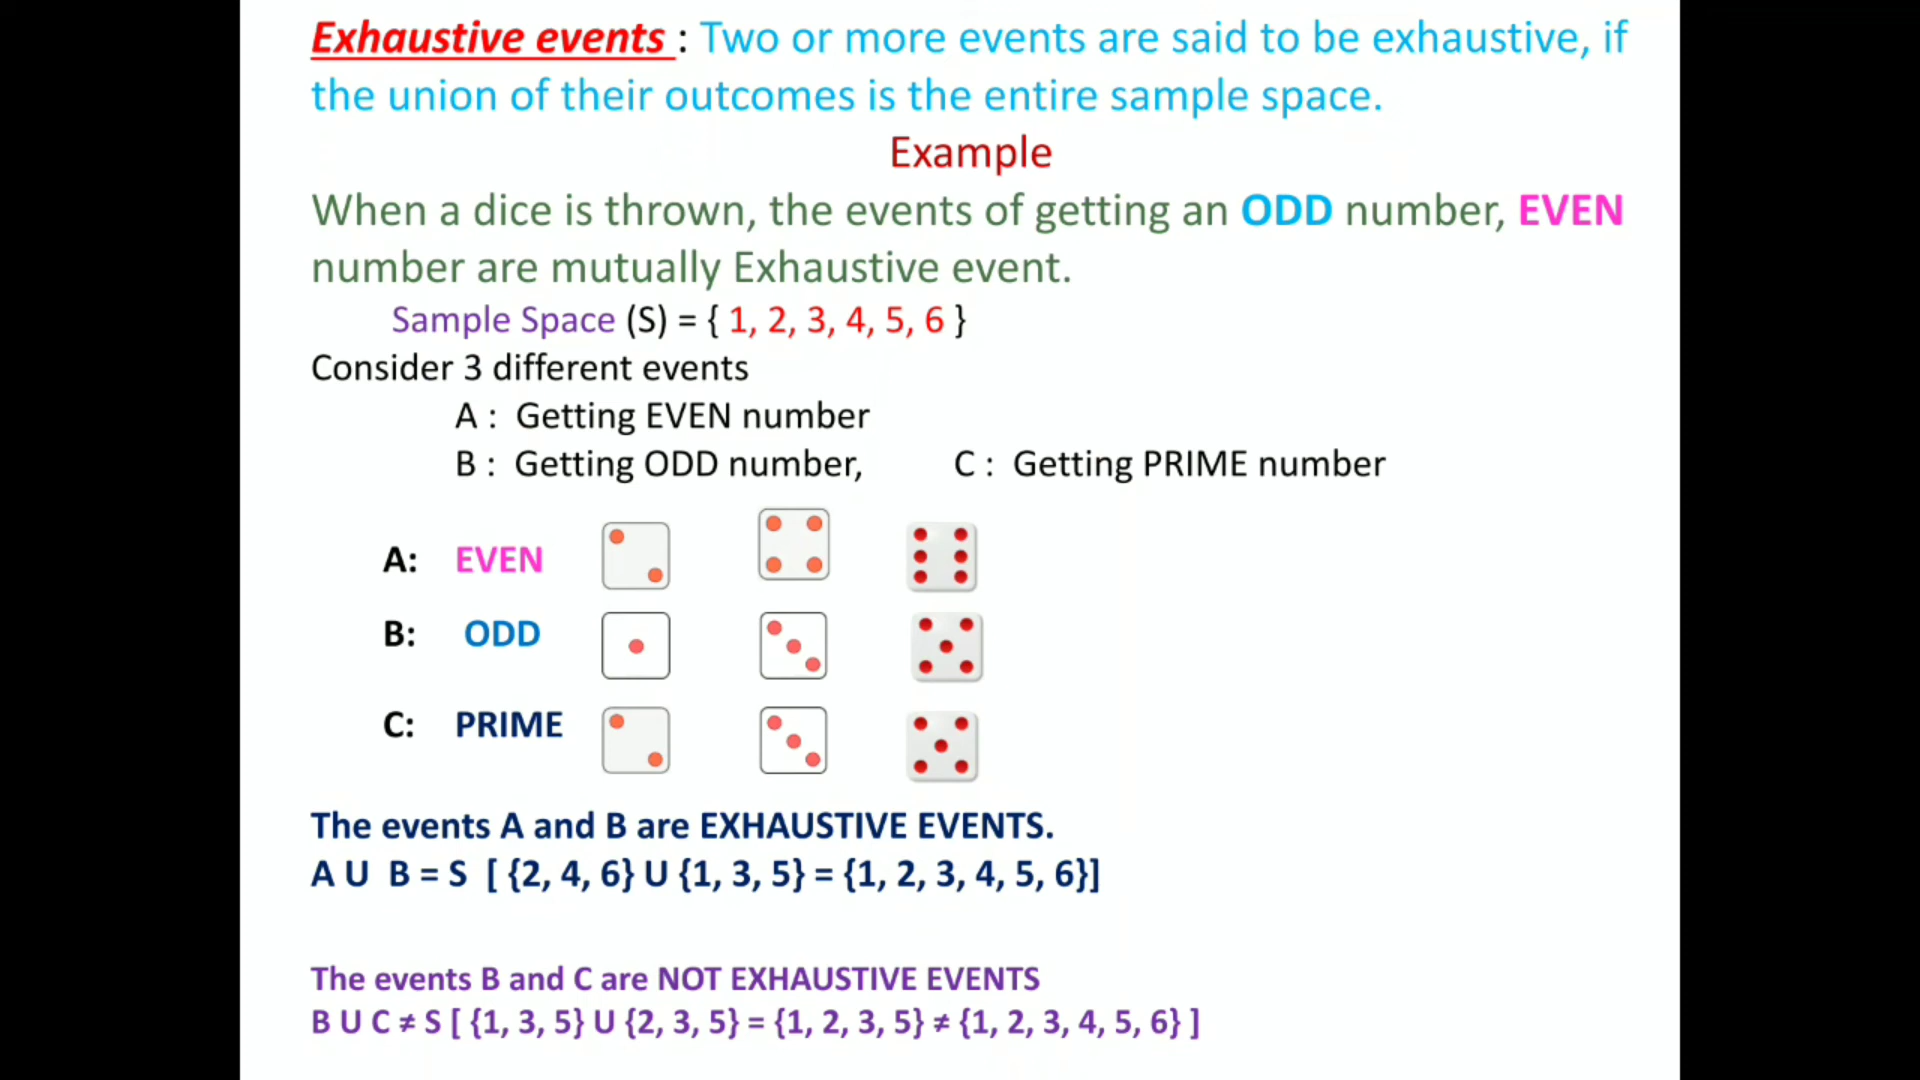 Exhaustive events : Two or more events are said to be exhaustive, if
the union of their outcomes is the entire sample space.
Example
When a dice is thrown, the events of getting an ODD number, EVEN
number are mutually Exhaustive event.
Sample Space (S) = { 1, 2, 3, 4, 5, 6 }
Consider 3 different events
A : Getting EVEN number
B : Getting ODD number, C : Getting PRIME number
A: EVEN
B: ODD
C: PRIME
The events A and B are EXHAUSTIVE EVENTS.
A U B = S [ {2, 4, 6} U {1, 3, 5} = {1, 2, 3, 4, 5, 6}]
The events B and C are NOT EXHAUSTIVE EVENTS
B U C ≠ S [ {1, 3, 5} U {2, 3, 5} = {1, 2, 3, 5} ≠ {1, 2, 3, 4, 5, 6} ]